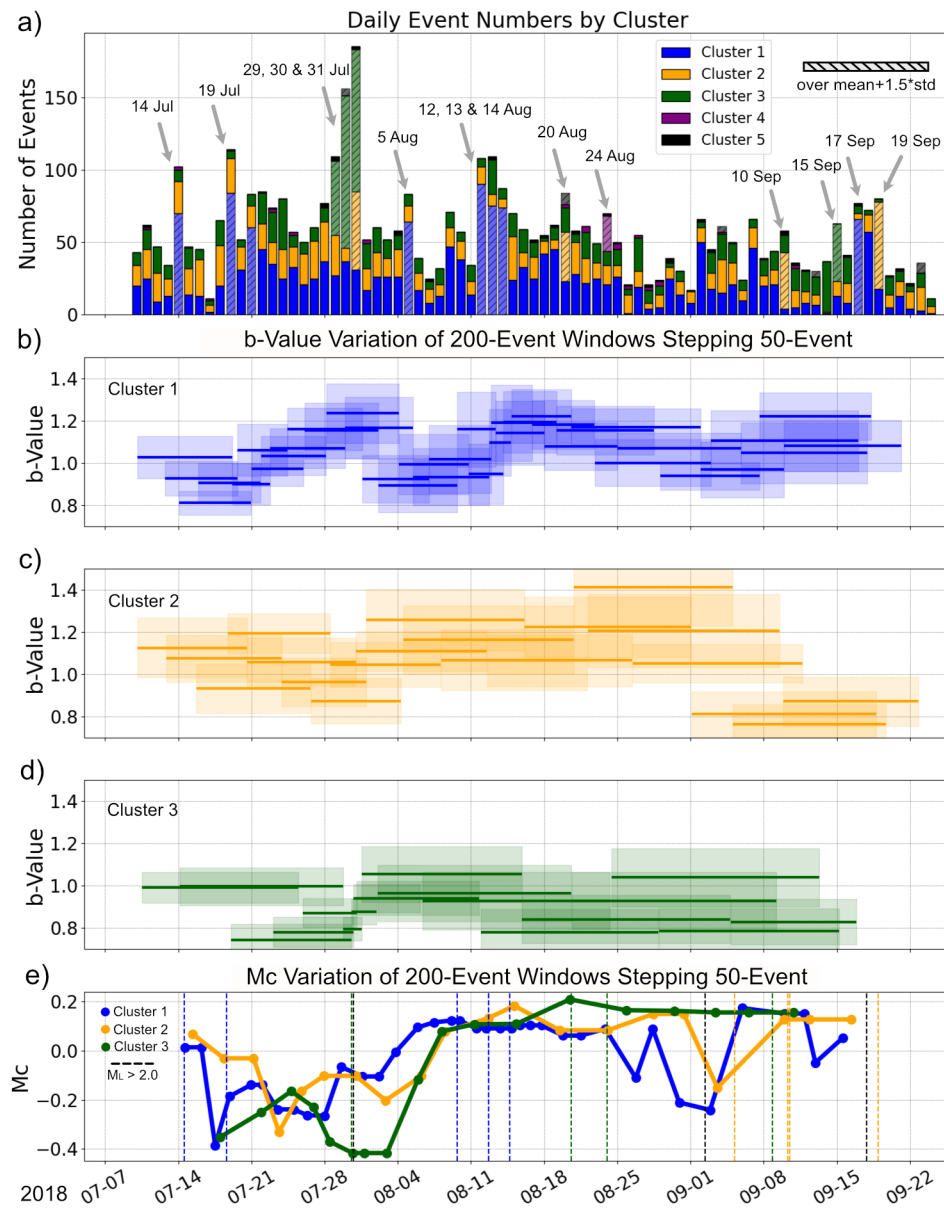 a)
Daily Event Numbers by Cluster
Number of Events
150
100
50
0
14 Jul
19 Jul
29, 30 & 31 Jul
5 Aug
12, 13 & 14 Aug
20 Aug
24 Aug
10 Sep
15 Sep
17 Sep
19 Sep
Cluster 1
Cluster 2
Cluster 3
Cluster 4
Cluster 5
over mean+1.5*std
b)
b-Value Variation of 200-Event Windows Stepping 50-Event
Cluster 1
b-Value
1.4
1.2
1.0
0.8
c)
Cluster 2
b-Value
1.4
1.2
1.0
0.8
d)
Cluster 3
b-Value
1.4
1.2
1.0
0.8
e)
Mc Variation of 200-Event Windows Stepping 50-Event
Mc
0.2
0.0
−0.2
−0.4
Cluster 1
Cluster 2
Cluster 3
ML > 2.0
2018
07-07
07-14
07-21
07-28
08-04
08-11
08-18
08-25
09-01
09-08
09-15
09-22